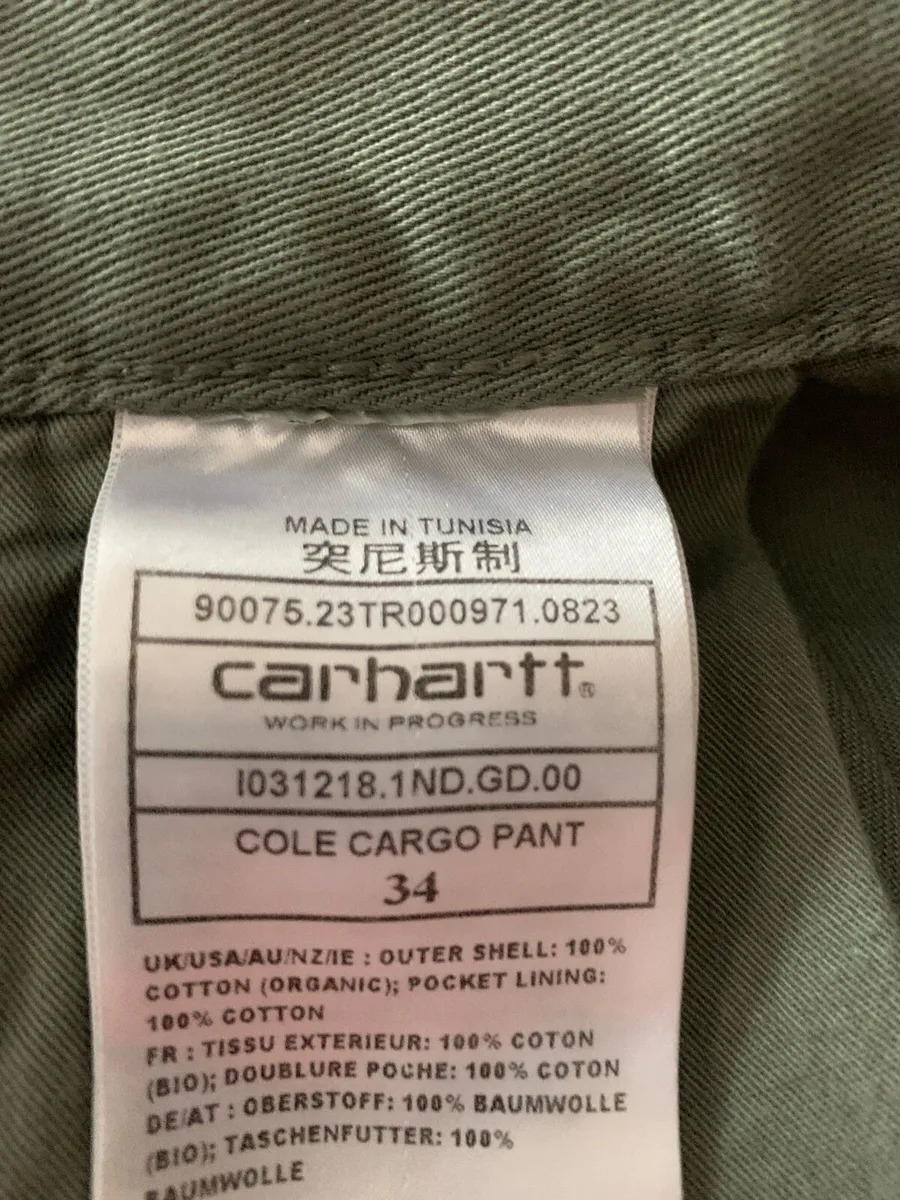 MADE IN TUNISIA
突尼斯制
90075.23TR000971.0823
carhartt®
WORK IN PROGRESS
I031218.1ND.GD.00
COLE CARGO PANT
34
UK/USA/AU/NZ/IE : OUTER SHELL: 100%
COTTON (ORGANIC); POCKET LINING:
100% COTTON
FR : TISSU EXTERIEUR: 100% COTON
(BIO); DOUBLURE POCHE: 100% COTON
DE/AT : OBERSTOFF: 100% BAUMWOLLE
(BIO); TASCHENFUTTER: 100%
BAUMWOLLE